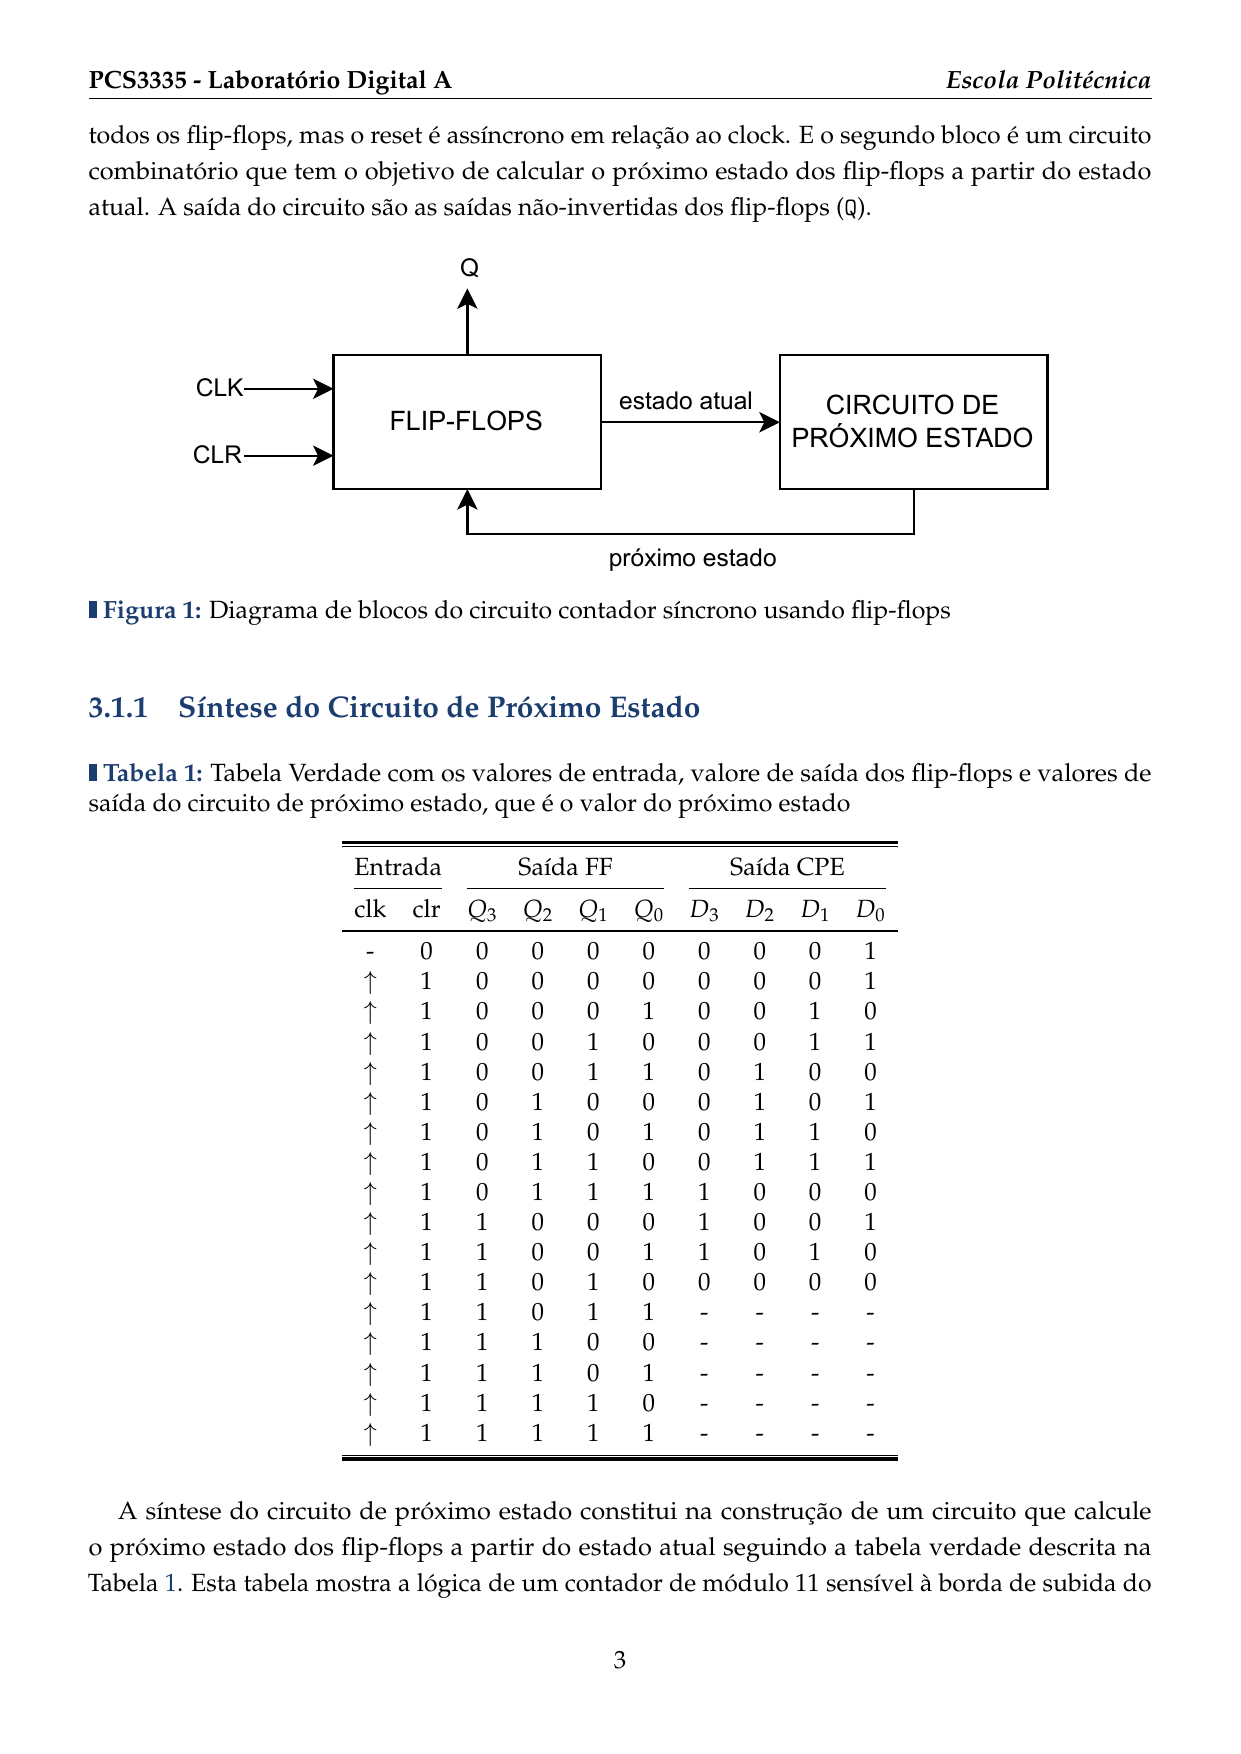 PCS3335 - Laboratório Digital A Escola Politécnica
todos os flip-flops, mas o reset é assíncrono em relação ao clock. E o segundo bloco é um circuito
combinatório que tem o objetivo de calcular o próximo estado dos flip-flops a partir do estado
atual. A saída do circuito são as saídas não-invertidas dos flip-flops (Q).
Q
CLK
CLR
FLIP-FLOPS
estado atual
CIRCUITO DE
PRÓXIMO ESTADO
próximo estado
Figura 1: Diagrama de blocos do circuito contador síncrono usando flip-flops
3.1.1 Síntese do Circuito de Próximo Estado
Tabela 1: Tabela Verdade com os valores de entrada, valore de saída dos flip-flops e valores de
saída do circuito de próximo estado, que é o valor do próximo estado
Entrada Saída FF Saída CPE
clk clr Q3 Q2 Q1 Q0 D3 D2 D1 D0
- 0 0 0 0 0 0 0 0 1
↑ 1 0 0 0 0 0 0 0 1
↑ 1 0 0 0 1 0 0 1 0
↑ 1 0 0 1 0 0 0 1 1
↑ 1 0 0 1 1 0 1 0 0
↑ 1 0 1 0 0 0 1 0 1
↑ 1 0 1 0 1 0 1 1 0
↑ 1 0 1 1 0 0 1 1 1
↑ 1 0 1 1 1 1 0 0 0
↑ 1 1 0 0 0 1 0 0 1
↑ 1 1 0 0 1 1 0 1 0
↑ 1 1 0 1 0 0 0 0 0
↑ 1 1 0 1 1 - - - -
↑ 1 1 1 0 0 - - - -
↑ 1 1 1 0 1 - - - -
↑ 1 1 1 1 0 - - - -
↑ 1 1 1 1 1 - - - -
A síntese do circuito de próximo estado constitui na construção de um circuito que calcule
o próximo estado dos flip-flops a partir do estado atual seguindo a tabela verdade descrita na
Tabela 1. Esta tabela mostra a lógica de um contador de módulo 11 sensível à borda de subida do
3